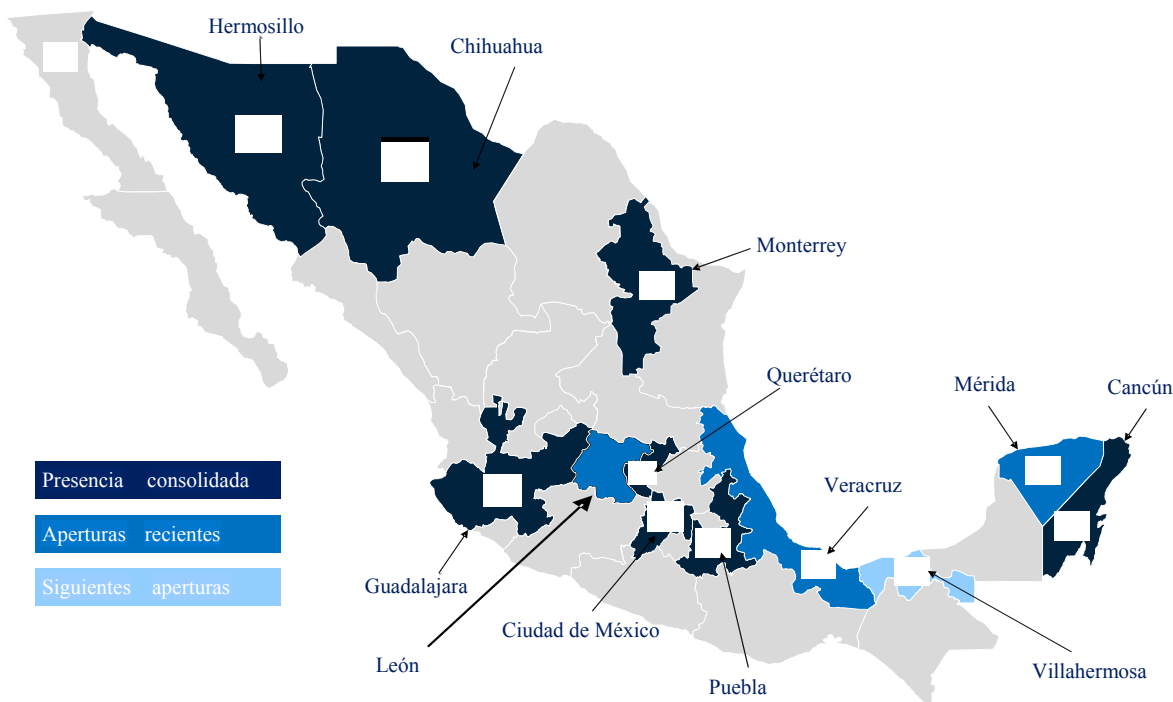 Hermosillo
Chihuahua
Monterrey
Querétaro
Mérida
Cancún
Presencia consolidada
Aperturas recientes
Siguientes aperturas
Veracruz
Guadalajara
Ciudad de México
León
Puebla
Villahermosa